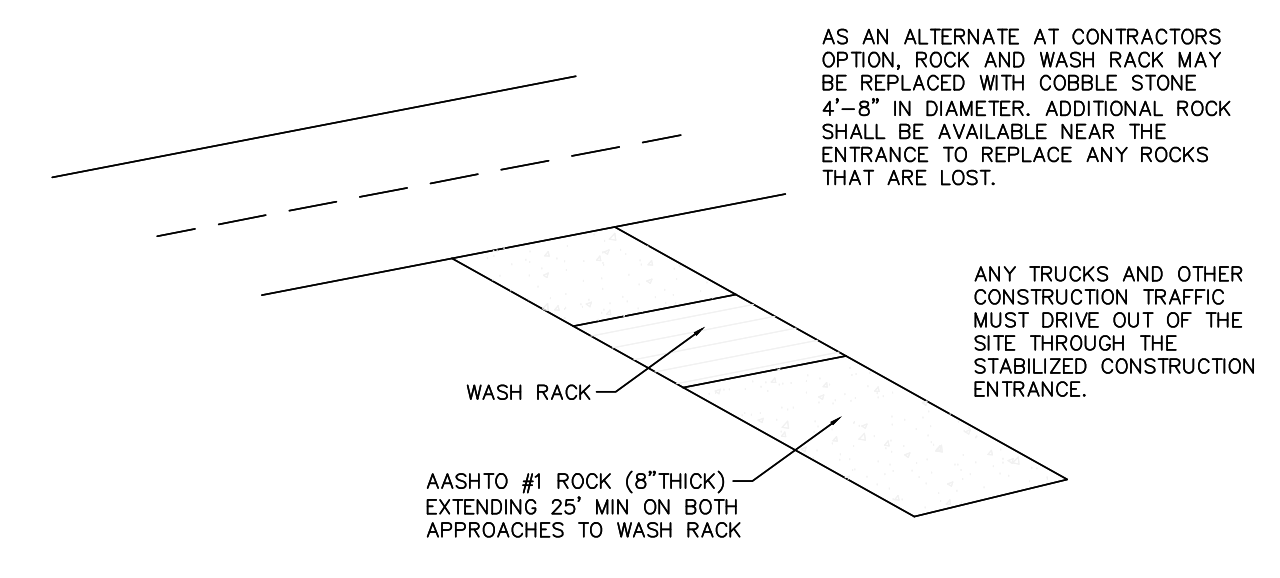 AS AN ALTERNATE AT CONTRACTORS
OPTION, ROCK AND WASH RACK MAY
BE REPLACED WITH COBBLE STONE
4'-8" IN DIAMETER. ADDITIONAL ROCK
SHALL BE AVAILABLE NEAR THE
ENTRANCE TO REPLACE ANY ROCKS
THAT ARE LOST.
ANY TRUCKS AND OTHER
CONSTRUCTION TRAFFIC
MUST DRIVE OUT OF THE
SITE THROUGH THE
STABILIZED CONSTRUCTION
ENTRANCE.
WASH RACK
AASHTO #1 ROCK (8"THICK)
EXTENDING 25' MIN ON BOTH
APPROACHES TO WASH RACK